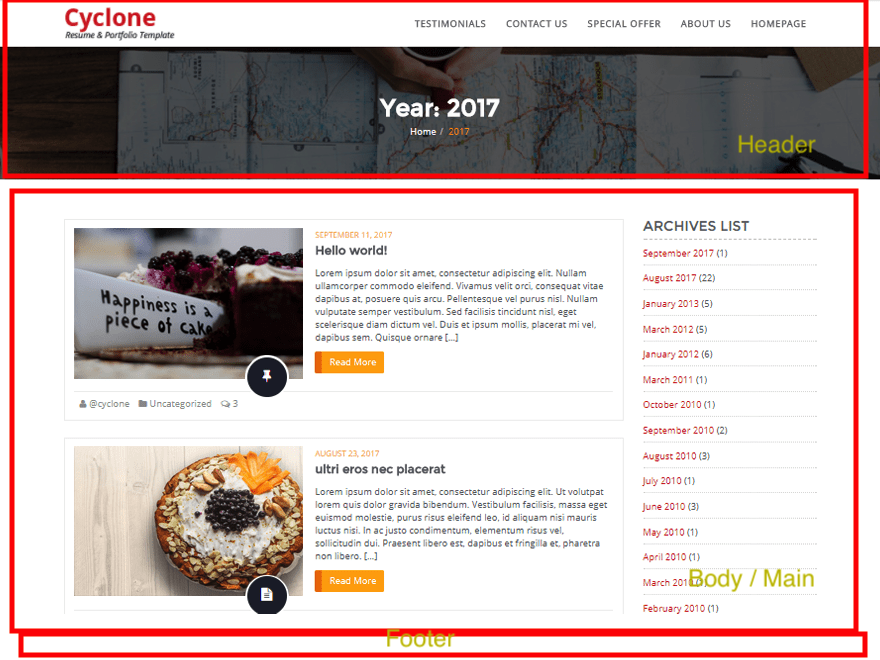 Cyclone
Resume & Portfolio Template
TESTIMONIALS CONTACT US SPECIAL OFFER ABOUT US HOMEPAGE
Year: 2017
Home / 2017
Header
Happiness is a
piece of cake
SEPTEMBER 11, 2017
Hello world!
Lorem ipsum dolor sit amet, consectetur adipiscing elit. Nullam
ullamcorper commodo eleifend. Vivamus velit orci, consequat vitae
dapibus at, posuere quis arcu. Pellentesque vel purus nisl. Nullam
vulputate semper vestibulum. Sed facilisis tincidunt nisl, eget
scelerisque diam dictum vel. Duis et ipsum mollis, placerat mi vel,
dapibus sem. Quisque ornare [...]
Read More
@cyclone Uncategorized 3
AUGUST 23, 2017
ultri eros nec placerat
Lorem ipsum dolor sit amet, consectetur adipiscing elit. Ut volutpat
lorem quis dolor gravida bibendum. Vestibulum facilisis, massa eget
euismod molestie, purus risus eleifend leo, id aliquam nisi mauris
luctus nisi. In ac justo condimentum, elementum risus vel,
sollicitudin dui. Praesent libero est, dapibus et fringilla et, pharetra
non libero. [...]
Read More
ARCHIVES LIST
September 2017 (1)
August 2017 (22)
January 2013 (5)
March 2012 (5)
January 2012 (6)
March 2011 (1)
October 2010 (1)
September 2010 (2)
August 2010 (3)
July 2010 (1)
June 2010 (3)
May 2010 (1)
April 2010 (1)
March 2010 (1)
Body / Main
February 2010 (1)
Footer